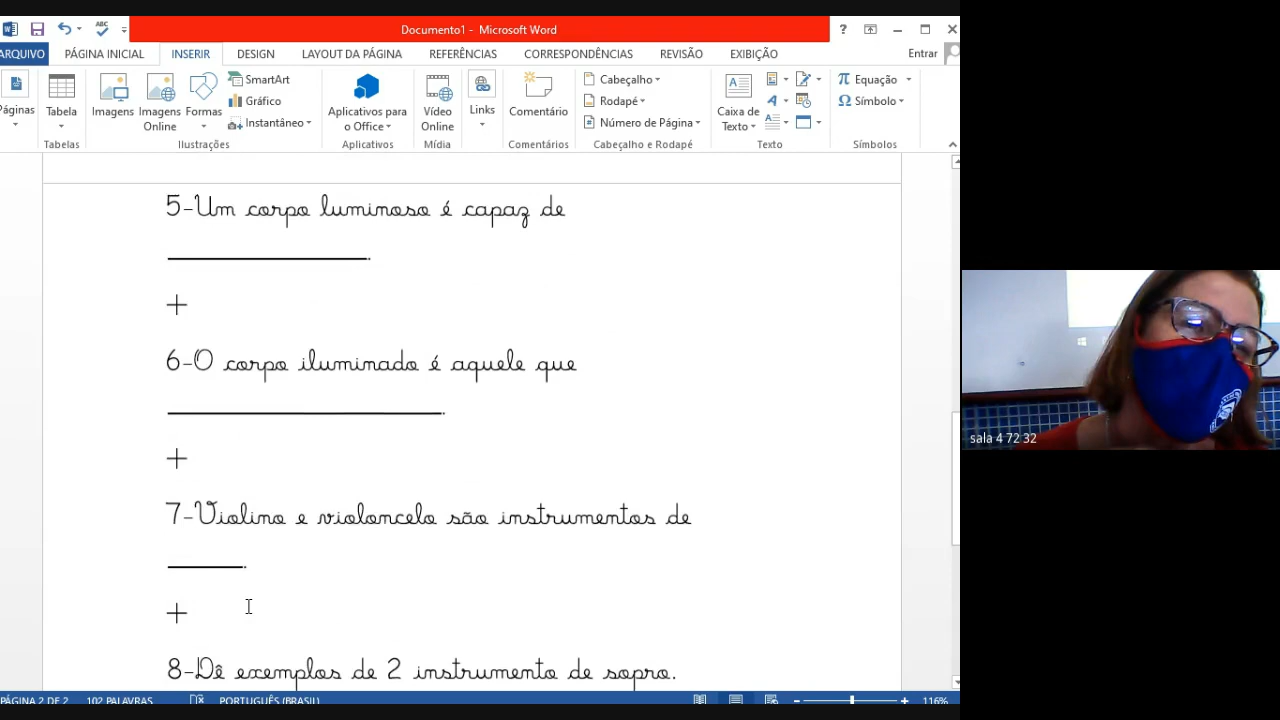 Documento1 - Microsoft Word
ARQUIVO PÁGINA INICIAL INSERIR DESIGN LAYOUT DA PÁGINA REFERÊNCIAS CORRESPONDÊNCIAS REVISÃO EXIBIÇÃO Entrar
Páginas
Tabela
Imagens
Imagens Online
Formas
SmartArt
Gráfico
Instantâneo
Aplicativos para o Office
Vídeo Online
Links
Comentário
Cabeçalho
Rodapé
Número de Página
Caixa de Texto
Equação
Símbolo
Tabelas Ilustrações Aplicativos Mídia Comentários Cabeçalho e Rodapé Texto Símbolos
5-Um corpo luminoso é capaz de
____________________.
+
6-O corpo iluminado é aquele que
____________________________.
+
7-Violino e violoncelo são instrumentos de
________.
+
8-Dê exemplos de 2 instrumento de sopro.
PÁGINA 2 DE 2 102 PALAVRAS PORTUGUÊS (BRASIL) 116%
sala 4 72 32